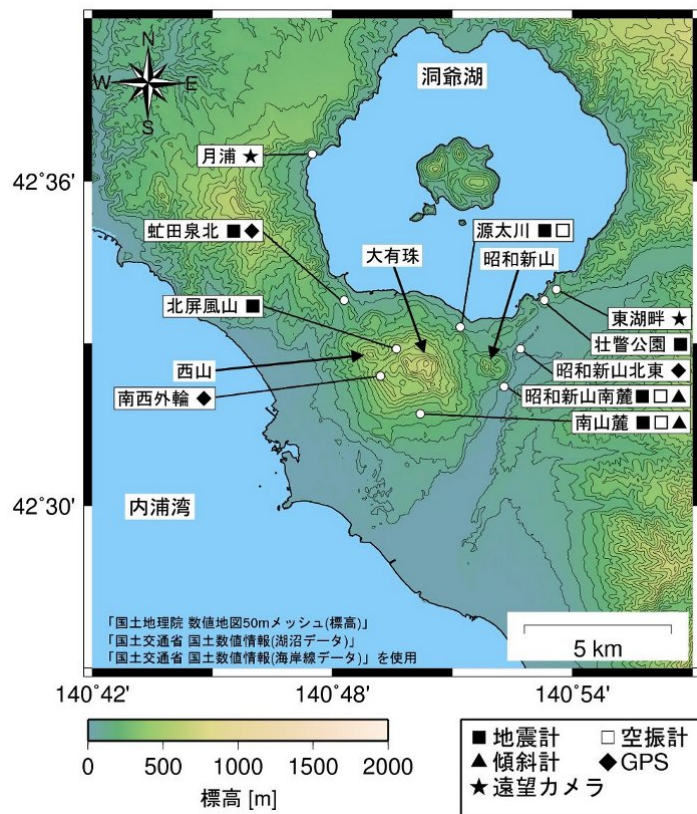 N
W E
S
洞爺湖
月浦 ★
42˚36'
虻田泉北 ■◆
源太川 ■□
大有珠
昭和新山
北屏風山 ■
東湖畔 ★
壮瞥公園 ■
西山
昭和新山北東 ◆
南西外輪 ◆
昭和新山南麓 ■□▲
南山麓 ■□▲
42˚30'
内浦湾
「国土地理院 数値地図50mメッシュ(標高)」
「国土交通省 国土数値情報(湖沼データ)」
「国土交通省 国土数値情報(海岸線データ)」を使用
5 km
140˚42' 140˚48' 140˚54'
0 500 1000 1500 2000
標高 [m]
■地震計 □空振計
▲傾斜計 ◆GPS
★遠望カメラ